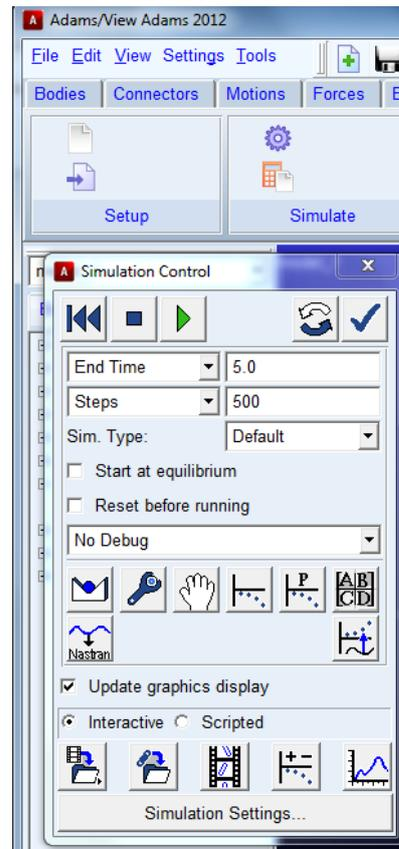 Adams/View Adams 2012
File Edit View Settings Tools
Bodies Connectors Motions Forces
Setup Simulate
Simulation Control
End Time 5.0
Steps 500
Sim. Type: Default
Start at equilibrium
Reset before running
No Debug
P
A B
C D
Nastran
Update graphics display
Interactive Scripted
Simulation Settings...